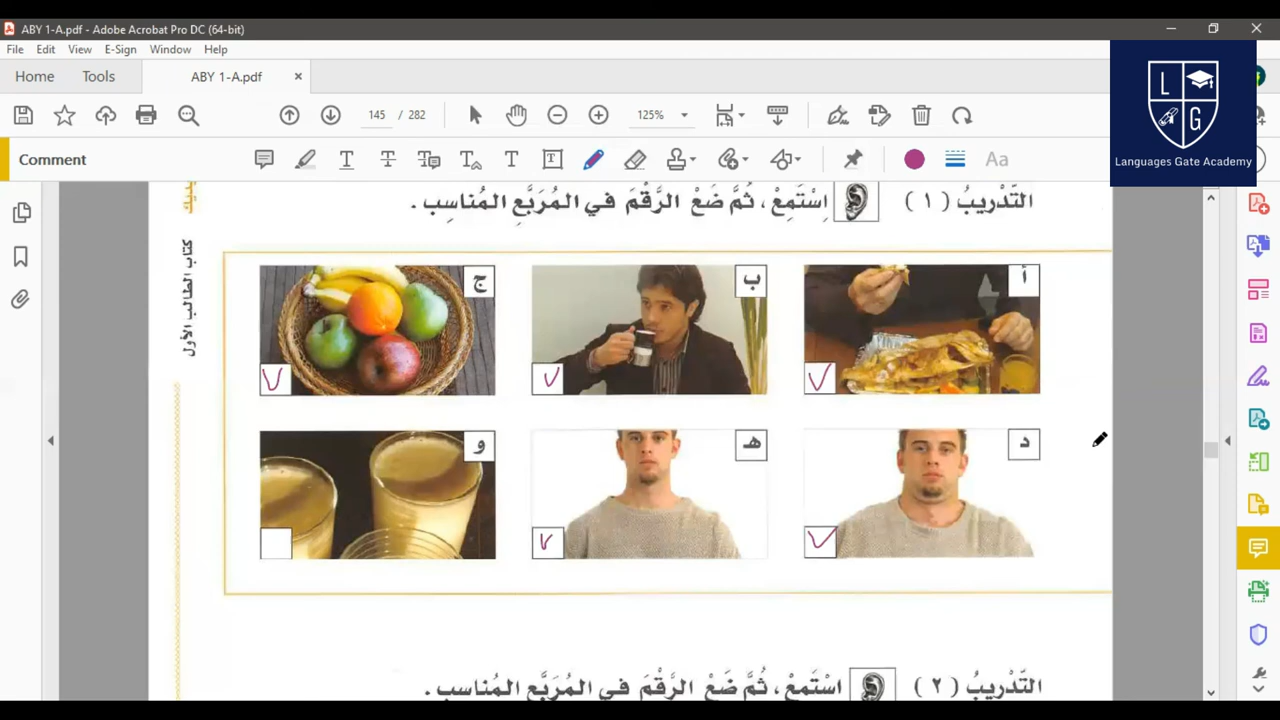 ABY 1-A.pdf - Adobe Acrobat Pro DC (64-bit)
File Edit View E-Sign Window Help
Home Tools ABY 1-A.pdf ×
145 / 282 125%
Comment
Aa
L G
Languages Gate Academy
التَّدْرِيبُ ( ١ ) اِسْتَمِعْ ، ثُمَّ ضَعْ الرَّقْمَ في المُرَبَّعِ المُناسِبِ .
كتاب الطالب الأول
أ
ب
ج
د
هـ
و
التَّدْرِيبُ ( ٢ ) اسْتَمِعْ ، ثُمَّ ضَعْ الرَّقْمَ في المُرَبَّعِ المُناسِبِ .